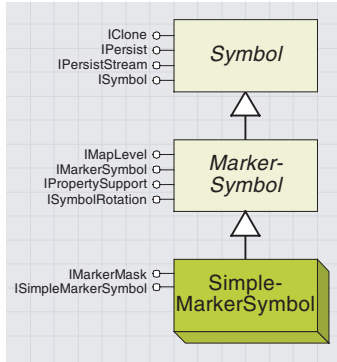 IClone
IPersist
IPersistStream
ISymbol
Symbol
IMapLevel
IMarkerSymbol
IPropertySupport
ISymbolRotation
Marker-
Symbol
IMarkerMask
ISimpleMarkerSymbol
Simple-
MarkerSymbol